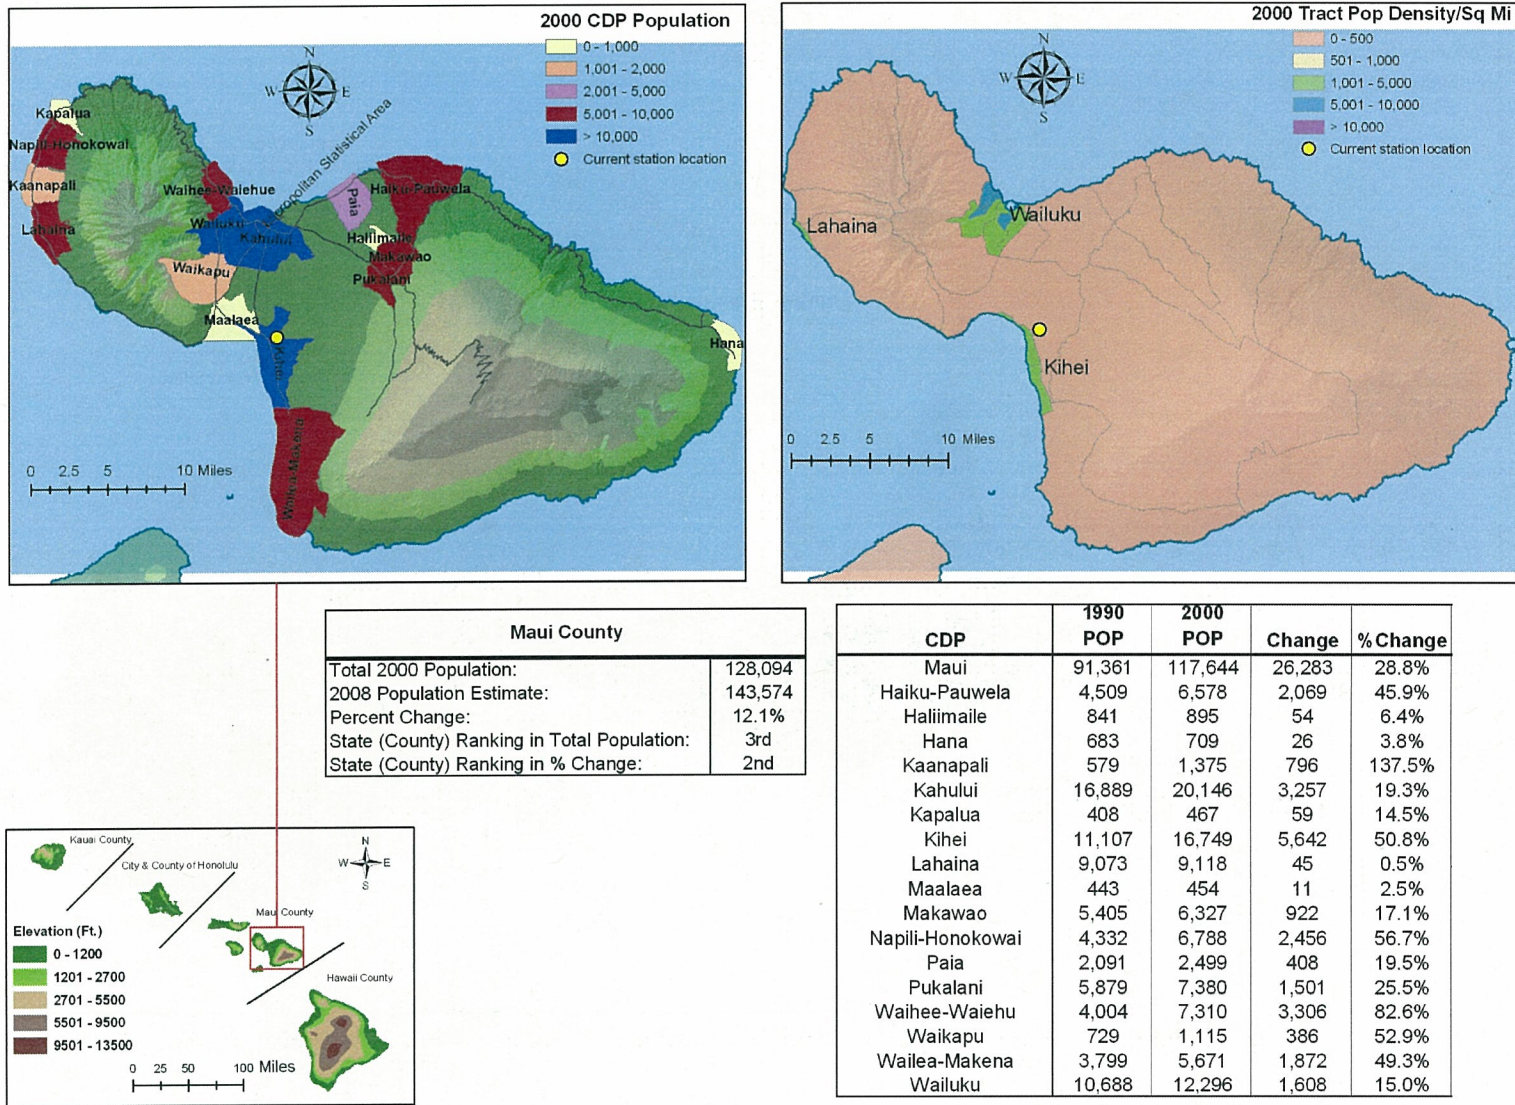 2000 CDP Population
0 - 1,000
1,001 - 2,000
2,001 - 5,000
5,001 - 10,000
> 10,000
Current station location
N
W E
S
Kapalua
Napili-Honokowai
Kaanapali
Lahaina
Waihee-Waiehue
Wailuku
Kahului
ropolitan Statistical Area
Paia
Haiku-Pauwela
Haliimaile
Makawao
Pukalani
Waikapu
Maalaea
Kihei
Hana
Wailea-Makena
0 2.5 5 10 Miles
2000 Tract Pop Density/Sq Mi
0 - 500
501 - 1,000
1,001 - 5,000
5,001 - 10,000
> 10,000
Current station location
N
W E
S
Lahaina
Wailuku
Kihei
0 2.5 5 10 Miles
Maui County
Total 2000 Population: 128,094
2008 Population Estimate: 143,574
Percent Change: 12.1%
State (County) Ranking in Total Population: 3rd
State (County) Ranking in % Change: 2nd
1990 2000
CDP POP POP Change % Change
Maui 91,361 117,644 26,283 28.8%
Haiku-Pauwela 4,509 6,578 2,069 45.9%
Haliimaile 841 895 54 6.4%
Hana 683 709 26 3.8%
Kaanapali 579 1,375 796 137.5%
Kahului 16,889 20,146 3,257 19.3%
Kapalua 408 467 59 14.5%
Kihei 11,107 16,749 5,642 50.8%
Lahaina 9,073 9,118 45 0.5%
Maalaea 443 454 11 2.5%
Makawao 5,405 6,327 922 17.1%
Napili-Honokowai 4,332 6,788 2,456 56.7%
Paia 2,091 2,499 408 19.5%
Pukalani 5,879 7,380 1,501 25.5%
Waihee-Waiehu 4,004 7,310 3,306 82.6%
Waikapu 729 1,115 386 52.9%
Wailea-Makena 3,799 5,671 1,872 49.3%
Wailuku 10,688 12,296 1,608 15.0%
Kauai County
City & County of Honolulu
Maui County
Hawaii County
N
W E
S
Elevation (Ft.)
0 - 1200
1201 - 2700
2701 - 5500
5501 - 9500
9501 - 13500
0 25 50 100 Miles